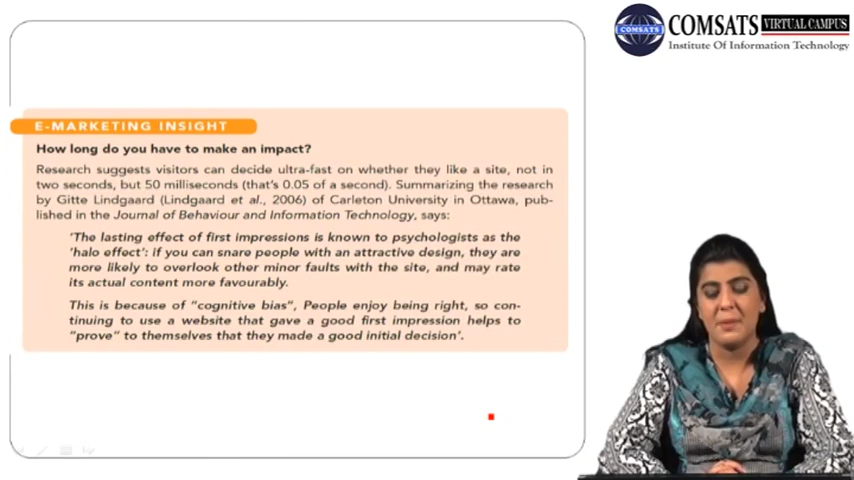 COMSATS
COMSATS VIRTUAL CAMPUS
Institute Of Information Technology
E-MARKETING INSIGHT
How long do you have to make an impact?
Research suggests visitors can decide ultra-fast on whether they like a site, not in
two seconds, but 50 milliseconds (that's 0.05 of a second). Summarizing the research
by Gitte Lindgaard (Lindgaard et al., 2006) of Carleton University in Ottawa, pub-
lished in the Journal of Behaviour and Information Technology, says:
'The lasting effect of first impressions is known to psychologists as the
'halo effect': if you can snare people with an attractive design, they are
more likely to overlook other minor faults with the site, and may rate
its actual content more favourably.
This is because of "cognitive bias", People enjoy being right, so con-
tinuing to use a website that gave a good first impression helps to
"prove" to themselves that they made a good initial decision'.